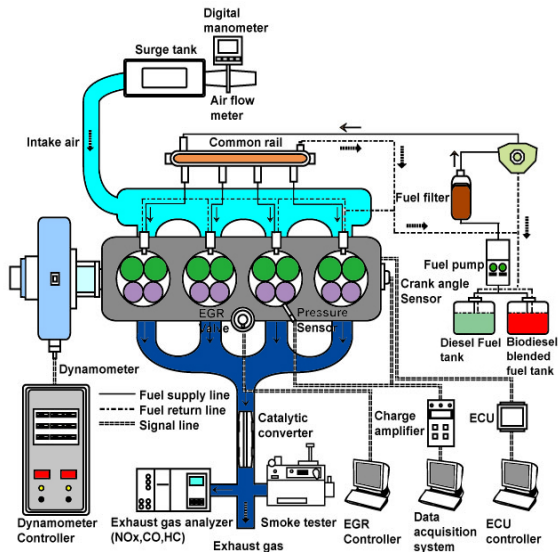 Digital
manometer
Surge tank
Air flow
meter
Intake air
Common rail
Fuel filter
Fuel pump
Crank angle
Sensor
EGR
Valve
Pressure
Sensor
Diesel Fuel
tank
Biodiesel
blended
fuel tank
Dynamometer
Fuel supply line
Fuel return line
Signal line
Catalytic
converter
Charge
amplifier
ECU
Dynamometer
Controller
Exhaust gas analyzer
(NOx,CO,HC)
Smoke tester
Exhaust gas
EGR
Controller
Data
acquisition
system
ECU
controller